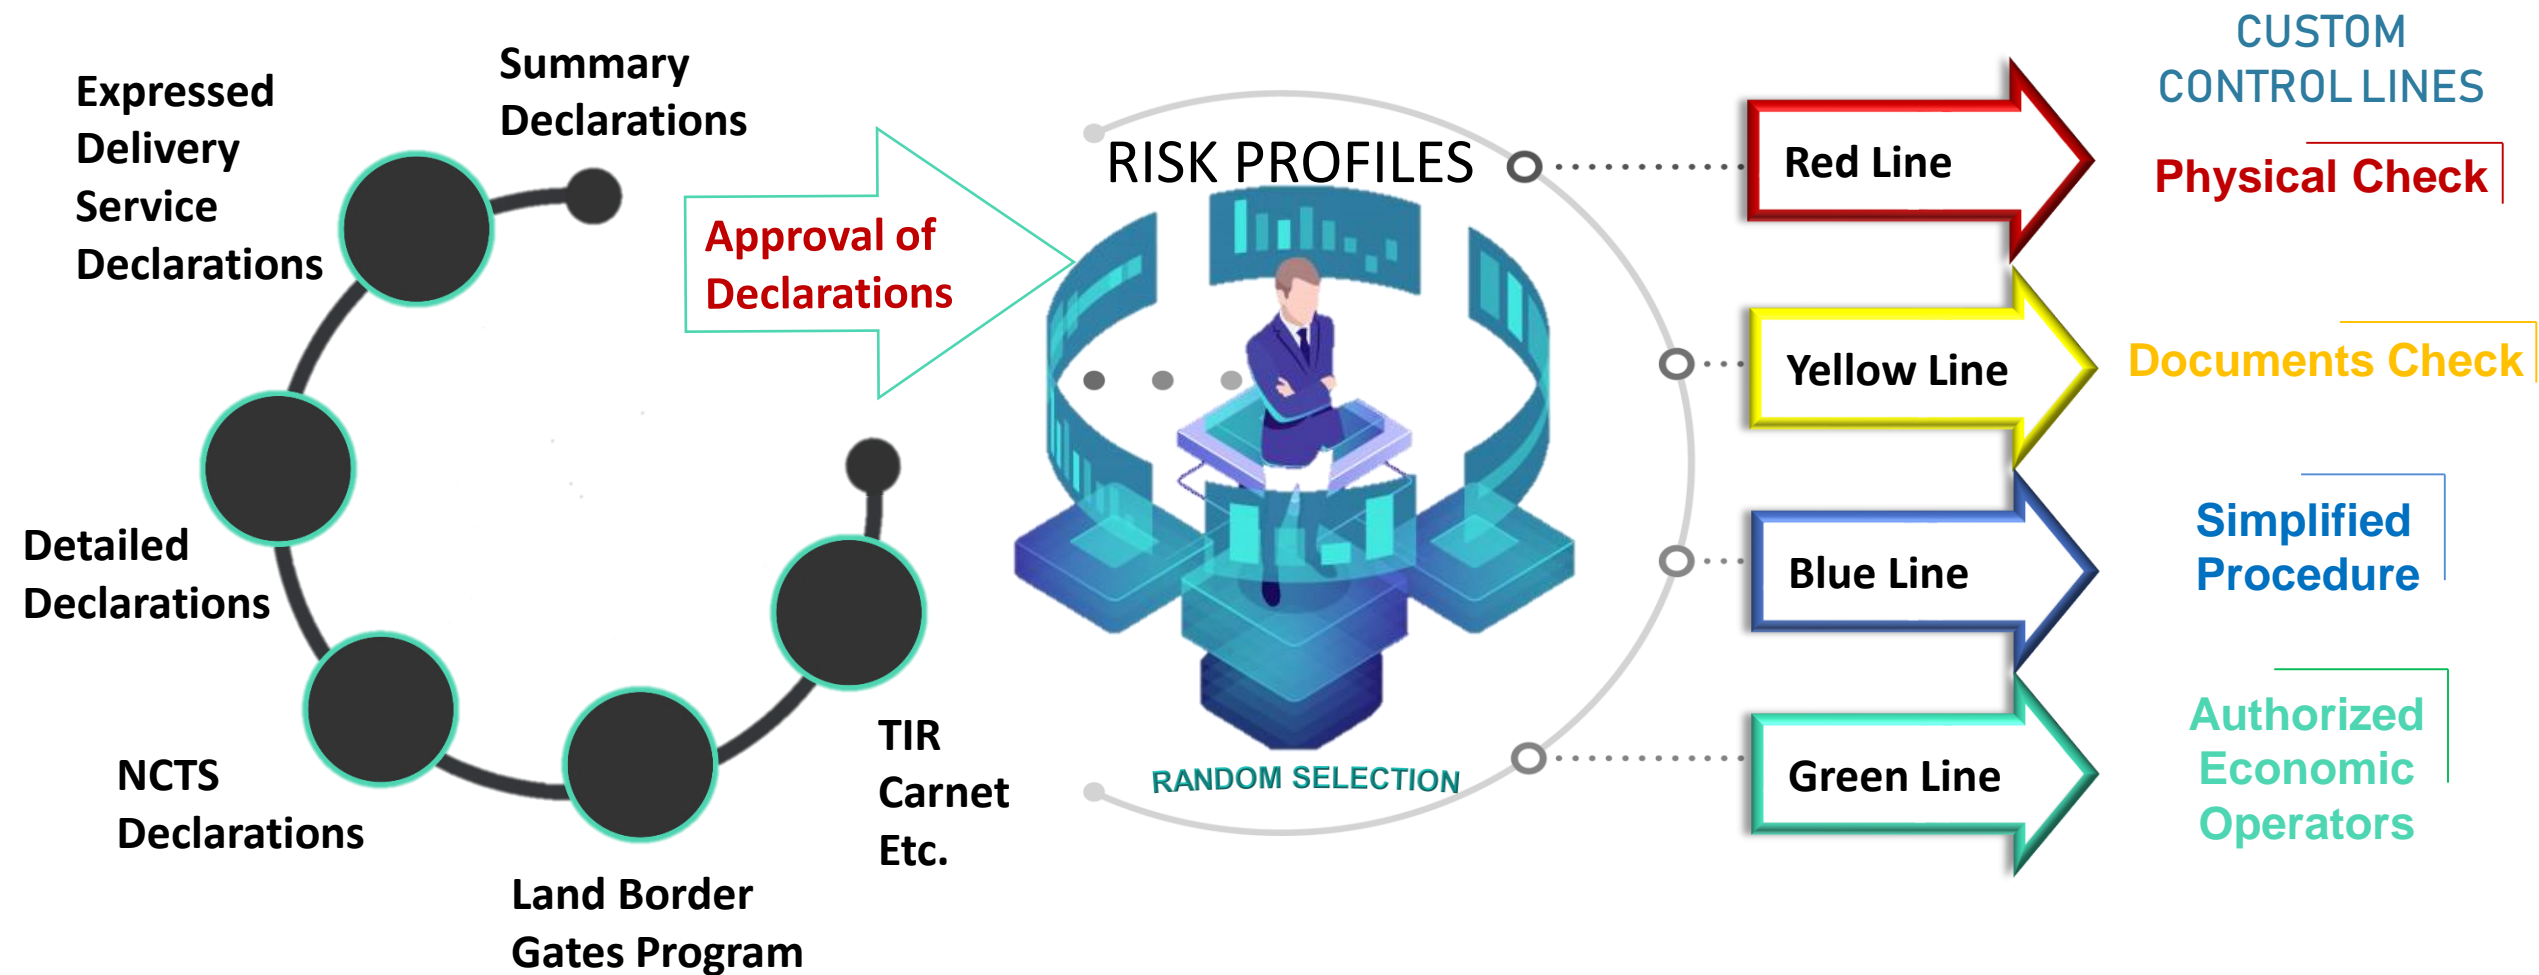 Summary
Declarations
Expressed
Delivery
Service
Declarations
Detailed
Declarations
NCTS
Declarations
Land Border
Gates Program
TIR
Carnet
Etc.
Approval of
Declarations
RISK PROFILES
RANDOM SELECTION
CUSTOM
CONTROL LINES
Red Line
Physical Check
Yellow Line
Documents Check
Blue Line
Simplified
Procedure
Green Line
Authorized
Economic
Operators